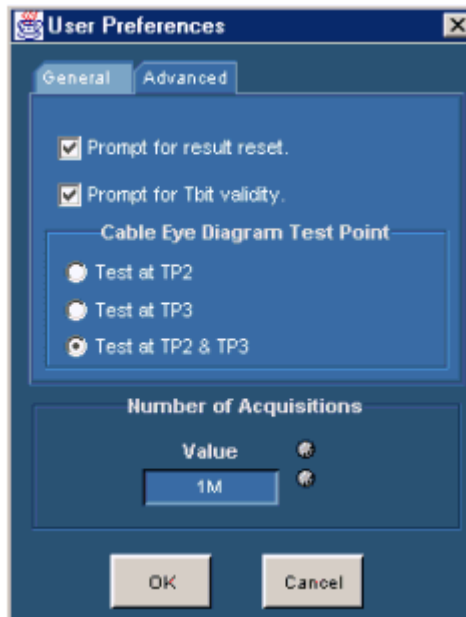 User Preferences
General Advanced
Prompt for result reset.
Prompt for Tbit validity.
Cable Eye Diagram Test Point
Test at TP2
Test at TP3
Test at TP2 & TP3
Number of Acquisitions
Value
1M
OK Cancel